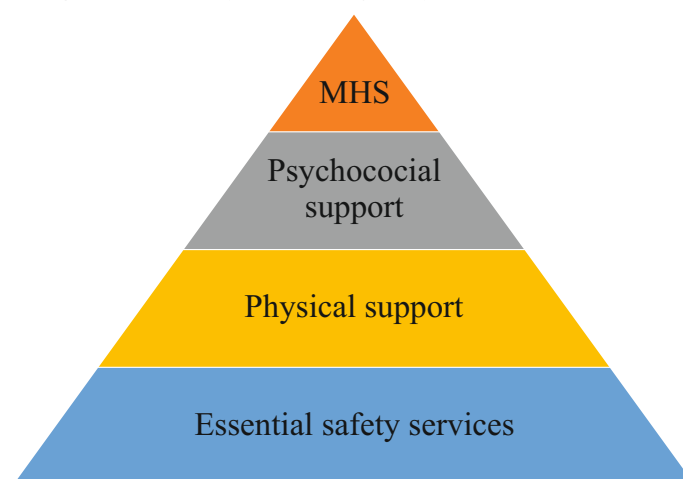 MHS
Psychococial
support
Physical support
Essential safety services